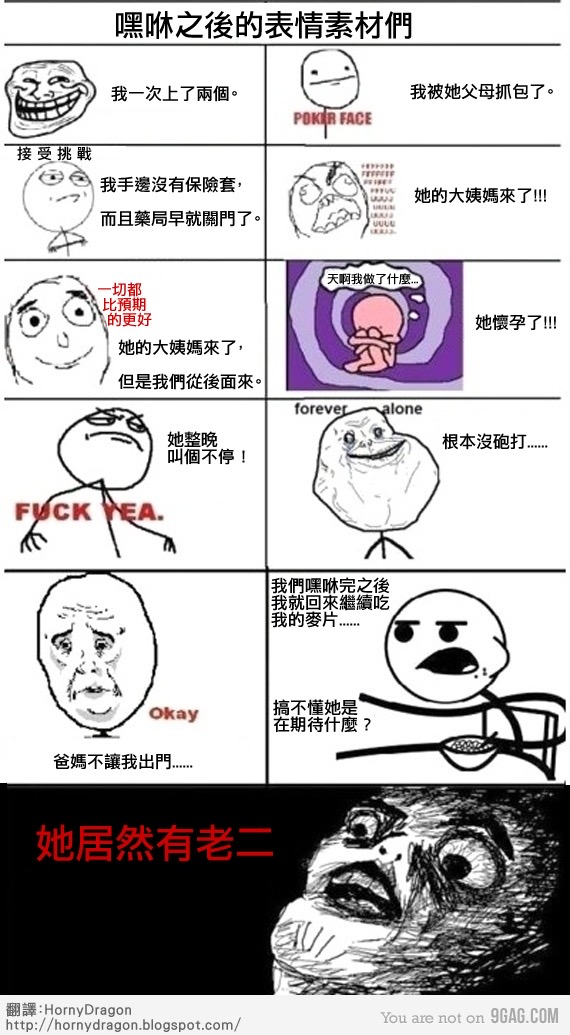 嘿咻之後的表情素材們
我一次上了兩個。
POKER FACE
我被她父母抓包了。
接受挑戰
我手邊沒有保險套，
而且藥局早就關門了。
FFFFFFF
FFFFFFF
FFFFFF
FFFUU
UUUU
UUUU
UUUU
UUUU.
她的大姨媽來了!!!
一切都
比預期
的更好
她的大姨媽來了，
但是我們從後面來。
天啊我做了什麼...
她懷孕了!!!
她整晚
叫個不停！
FUCK YEA.
forever alone
根本沒砲打......
Okay
爸媽不讓我出門......
我們嘿咻完之後
我就回來繼續吃
我的麥片......
搞不懂她是
在期待什麼？
她居然有老二
翻譯:HornyDragon
http://hornydragon.blogspot.com/
You are not on 9GAG.COM